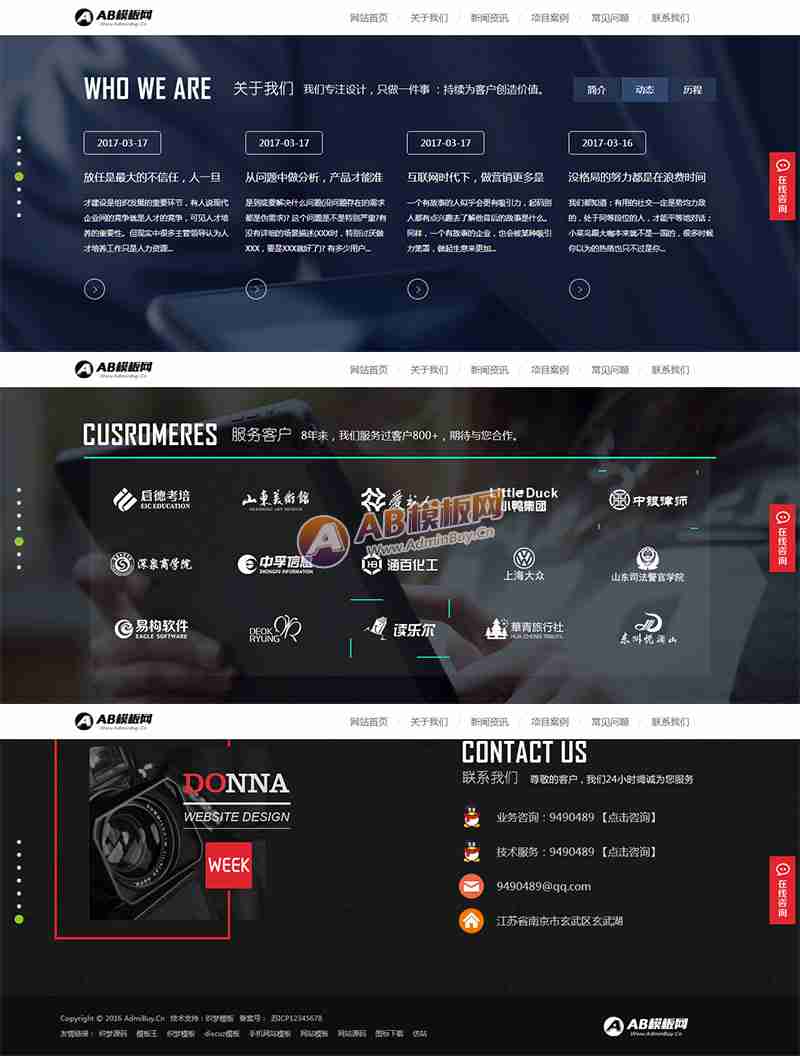 AB模板网
Www.AdminBuy.Cn
网站首页 关于我们 新闻资讯 项目案例 常见问题 联系我们
WHO WE ARE 关于我们 我们专注设计，只做一件事：持续为客户创造价值。 简介 动态 历程
2017-03-17 2017-03-17 2017-03-17 2017-03-16
放任是最大的不信任，人一旦 从问题中做分析，产品才能准 互联网时代下，做营销更多是 没格局的努力都是在浪费时间
才建设是组织发展的重要环节，有人说现代
企业间的竞争就是人才的竞争，可见人才培
养的重要性。但现实中很多主管领导认为人
才培养工作只是人力资源...
是到底要解决什么问题(没问题存在的需求
都是伪需求)? 这个问题是不是特别严重?有
没有详细的场景描述(XXX时，特别讨厌做
XXX，要是XXX就好了)? 有多少用户...
一个有故事的人似乎会更有吸引力，起码别
人都有点兴趣去了解他背后的故事是什么。
同样，一个有故事的企业，也会被某种吸引
力笼罩，做起生意来更加...
我们都知道：有用的社交一定是势均力敌
的，处于同等段位的人，才能平等地对话；
小菜鸟跟大咖本来就不是一国的，很多时候
你以为的热络也只不过是你...
在线咨询
AB模板网
Www.AdminBuy.Cn
网站首页 关于我们 新闻资讯 项目案例 常见问题 联系我们
CUSROMERES 服务客户 8年来，我们服务过客户800+，期待与您合作。
启德考培
EIC EDUCATION
山东美術館
SHANDONG ART MUSEUM
爱书人
Little Duck
小鸭集团
中银律师
AB模板网
Www.AdminBuy.Cn
深泉商学院
中孚信息
ZHONGFU INFORMATION
涌百化工
上海大众
山东司法警官学院
易构软件
EAGLE SOFTWARE
DEOK
RYUNG
读乐尔
華青旅行社
在线咨询
AB模板网
Www.AdminBuy.Cn
网站首页 关于我们 新闻资讯 项目案例 常见问题 联系我们
DONNA
WEBSITE DESIGN
WEEK
CONTACT US
联系我们 尊敬的客户，我们24小时竭诚为您服务
业务咨询：9490489 【点击咨询】
技术服务：9490489 【点击咨询】
9490489@qq.com
江苏省南京市玄武区玄武湖
在线咨询
Copyright © 2016 AdmiBuy.Cn 技术支持：织梦模板 备案号： 苏ICP12345678
友情链接： 织梦源码 模板王 织梦模板 discuz模板 手机网站模板 网站模板 网站源码 图标下载 仿站
AB模板网
Www.AdminBuy.Cn